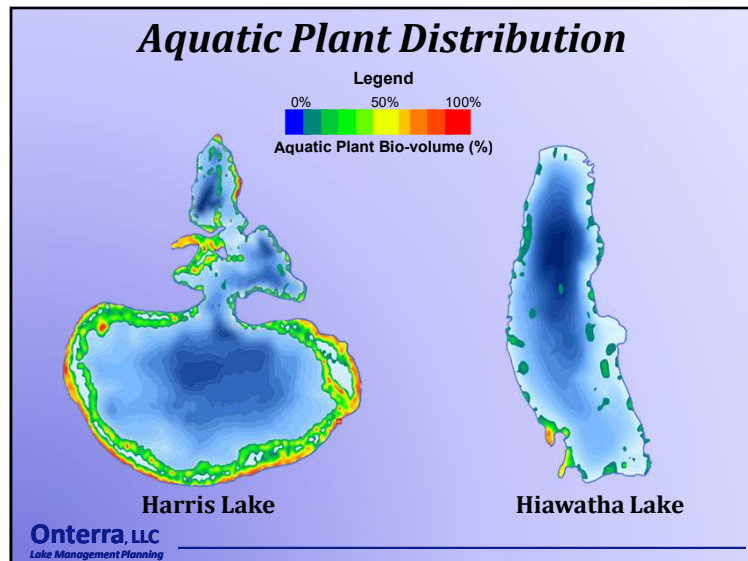 Aquatic Plant Distribution
Legend
0% 50% 100%
Aquatic Plant Bio-volume (%)
Harris Lake
Hiawatha Lake
Onterra, LLC
Lake Management Planning